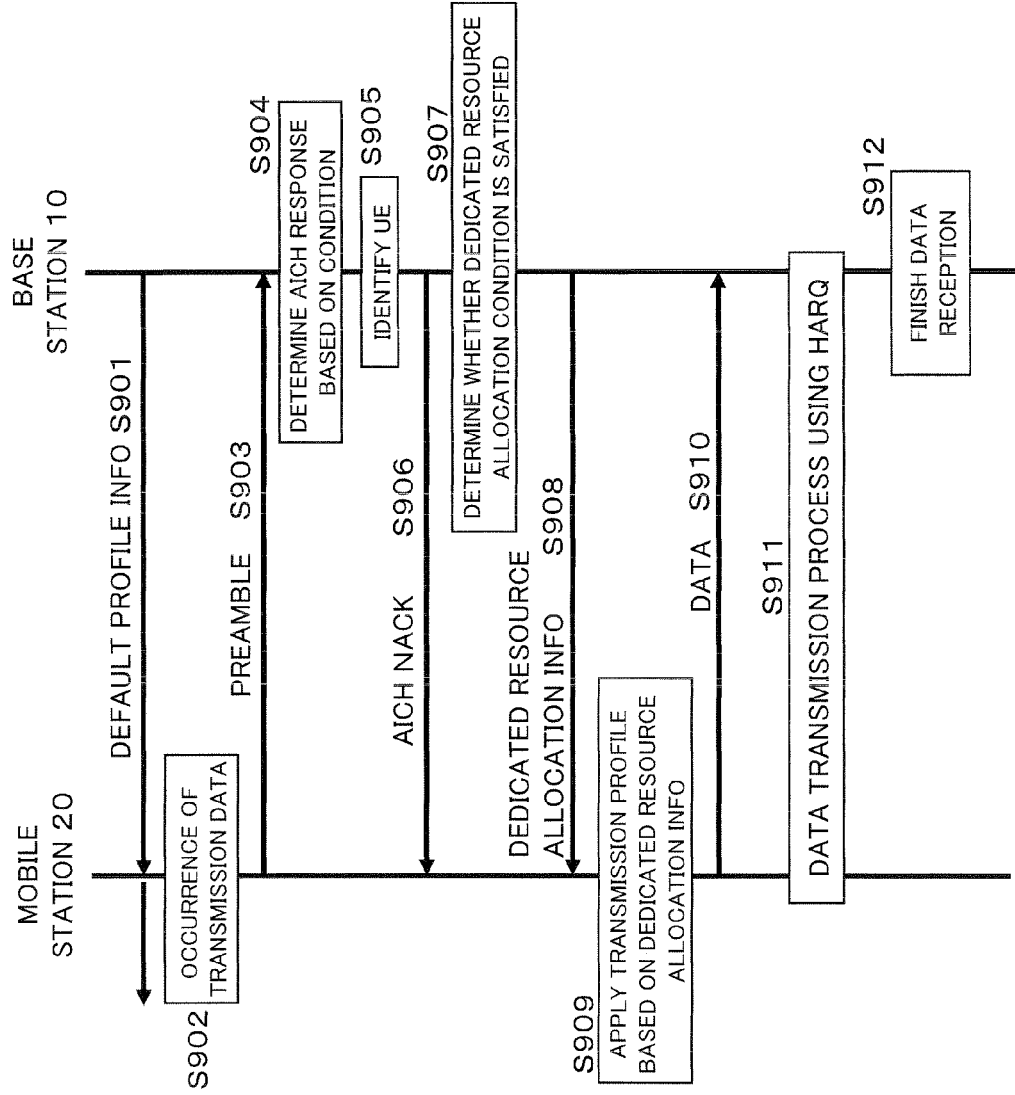 MOBILE
STATION 20
BASE
STATION 10
DEFAULT PROFILE INFO S901
S902
OCCURRENCE OF
TRANSMISSION DATA
PREAMBLE S903
S904
DETERMINE AICH RESPONSE
BASED ON CONDITION
S905
IDENTIFY UE
AICH NACK S906
S907
DETERMINE WHETHER DEDICATED RESOURCE
ALLOCATION CONDITION IS SATISFIED
DEDICATED RESOURCE
ALLOCATION INFO S908
S909
APPLY TRANSMISSION PROFILE
BASED ON DEDICATED RESOURCE
ALLOCATION INFO
DATA S910
S911
DATA TRANSMISSION PROCESS USING HARQ
S912
FINISH DATA
RECEPTION